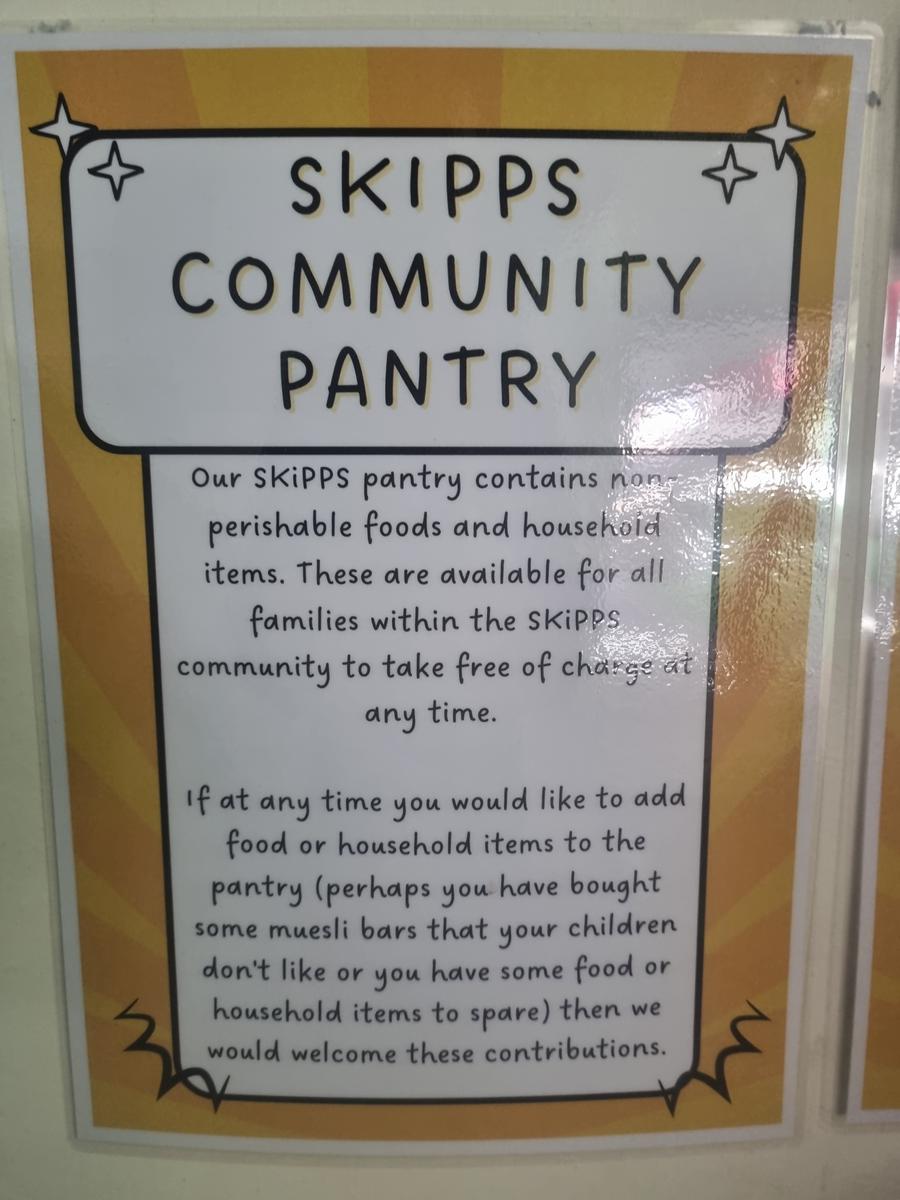 SKIPPS
COMMUNITY
PANTRY
Our SKiPPS pantry contains non-
perishable foods and household
items. These are available for all
families within the SKiPPS
community to take free of charge at
any time.
If at any time you would like to add
food or household items to the
pantry (perhaps you have bought
some muesli bars that your children
don't like or you have some food or
household items to spare) then we
would welcome these contributions.